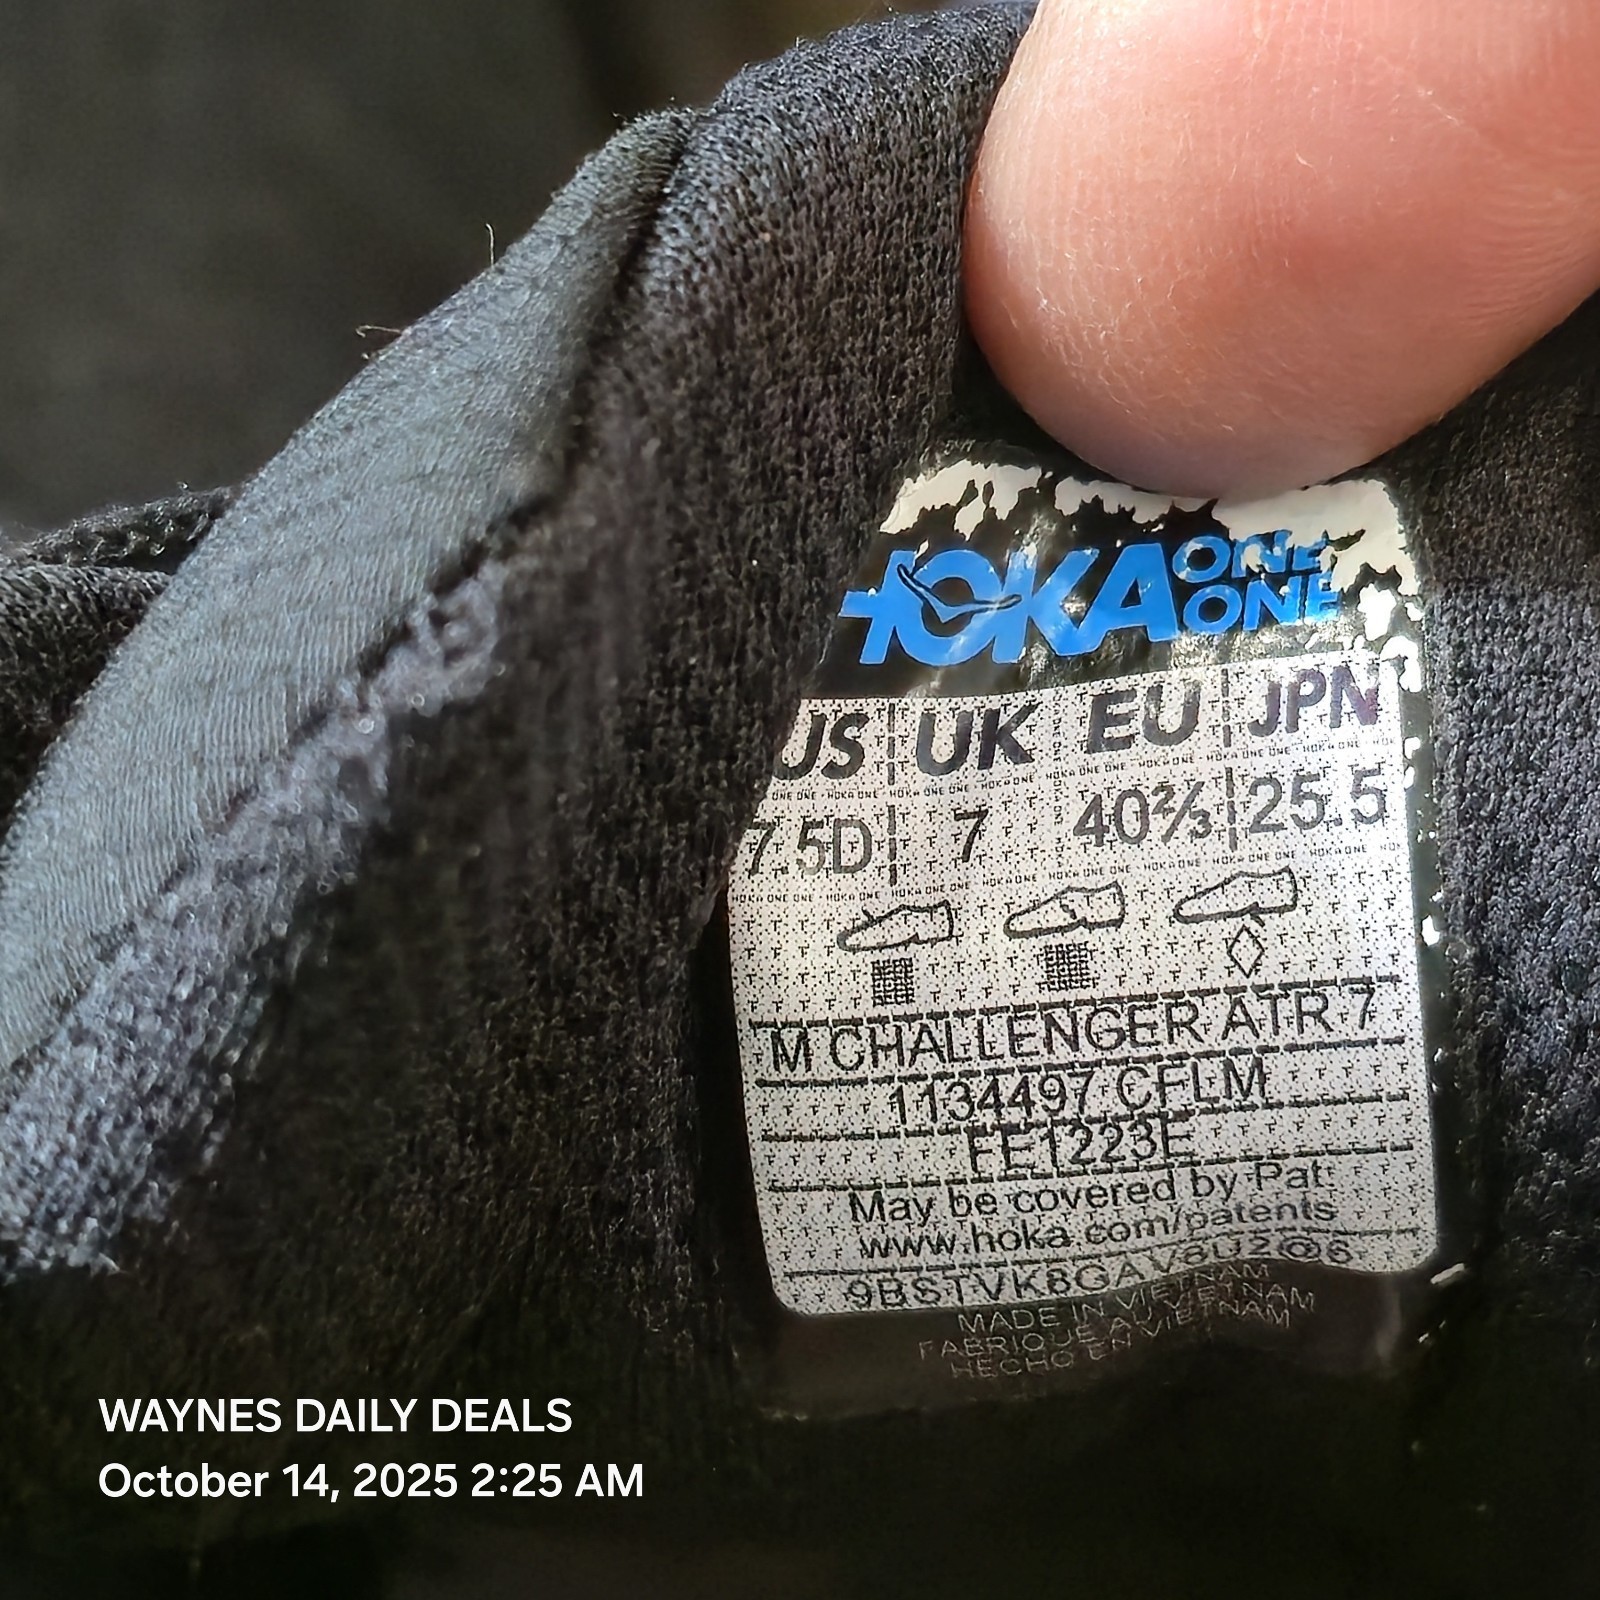 HOKA ONE ONE
US UK EU JPN
7.5D 7 40⅔ 25.5
M CHALLENGER ATR 7
1134497 CFLM
FE1223E
May be covered by Pat:
www.hoka.com/patents
9BSTVK8GAV6U2@6
MADE IN VIETNAM
FABRIQUE AU VIETNAM
HECHO EN VIETNAM
WAYNES DAILY DEALS
October 14, 2025 2:25 AM